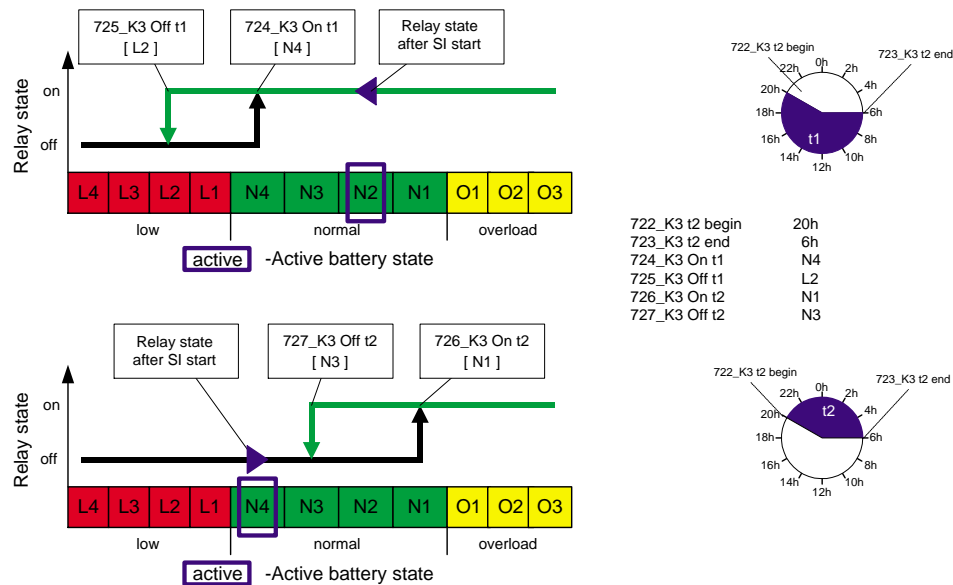 725_K3 Off t1
[ L2 ]
724_K3 On t1
[ N4 ]
Relay state
after SI start
Relay state
on
off
L4 L3 L2 L1 N4 N3 N2 N1 O1 O2 O3
low normal overload
active -Active battery state
722_K3 t2 begin
723_K3 t2 end
0h
2h
4h
6h
8h
10h
12h
14h
16h
18h
20h
22h
t1
722_K3 t2 begin 20h
723_K3 t2 end 6h
724_K3 On t1 N4
725_K3 Off t1 L2
726_K3 On t2 N1
727_K3 Off t2 N3
Relay state
after SI start
727_K3 Off t2
[ N3 ]
726_K3 On t2
[ N1 ]
Relay state
on
off
L4 L3 L2 L1 N4 N3 N2 N1 O1 O2 O3
low normal overload
active -Active battery state
722_K3 t2 begin
723_K3 t2 end
0h
2h
4h
6h
8h
10h
12h
14h
16h
18h
20h
22h
t2